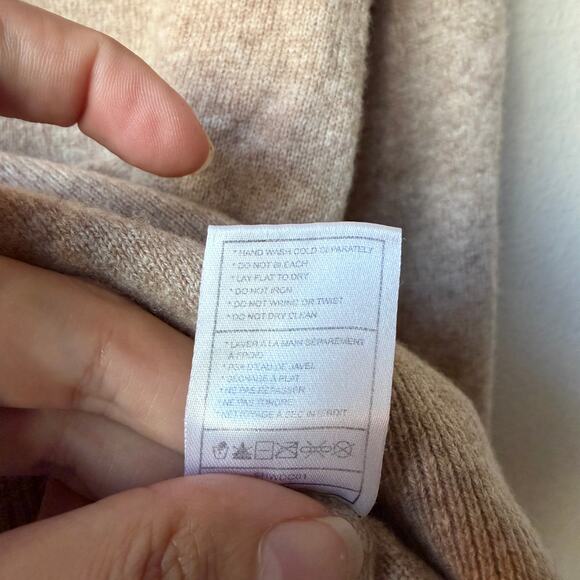 * HAND WASH COLD SEPARATELY
* DO NOT BLEACH
* LAY FLAT TO DRY
* DO NOT IRON
* DO NOT WRING OR TWIST
* DO NOT DRY CLEAN
* LAVER A LA MAIN SÉPARÉMENT
A FROID
* PAS D'EAU DE JAVEL
* SECHAGE A PLAT
* NE PAS REPASSER
NE PAS TORDRE
* NETTOYAGE A SEC INTERDIT